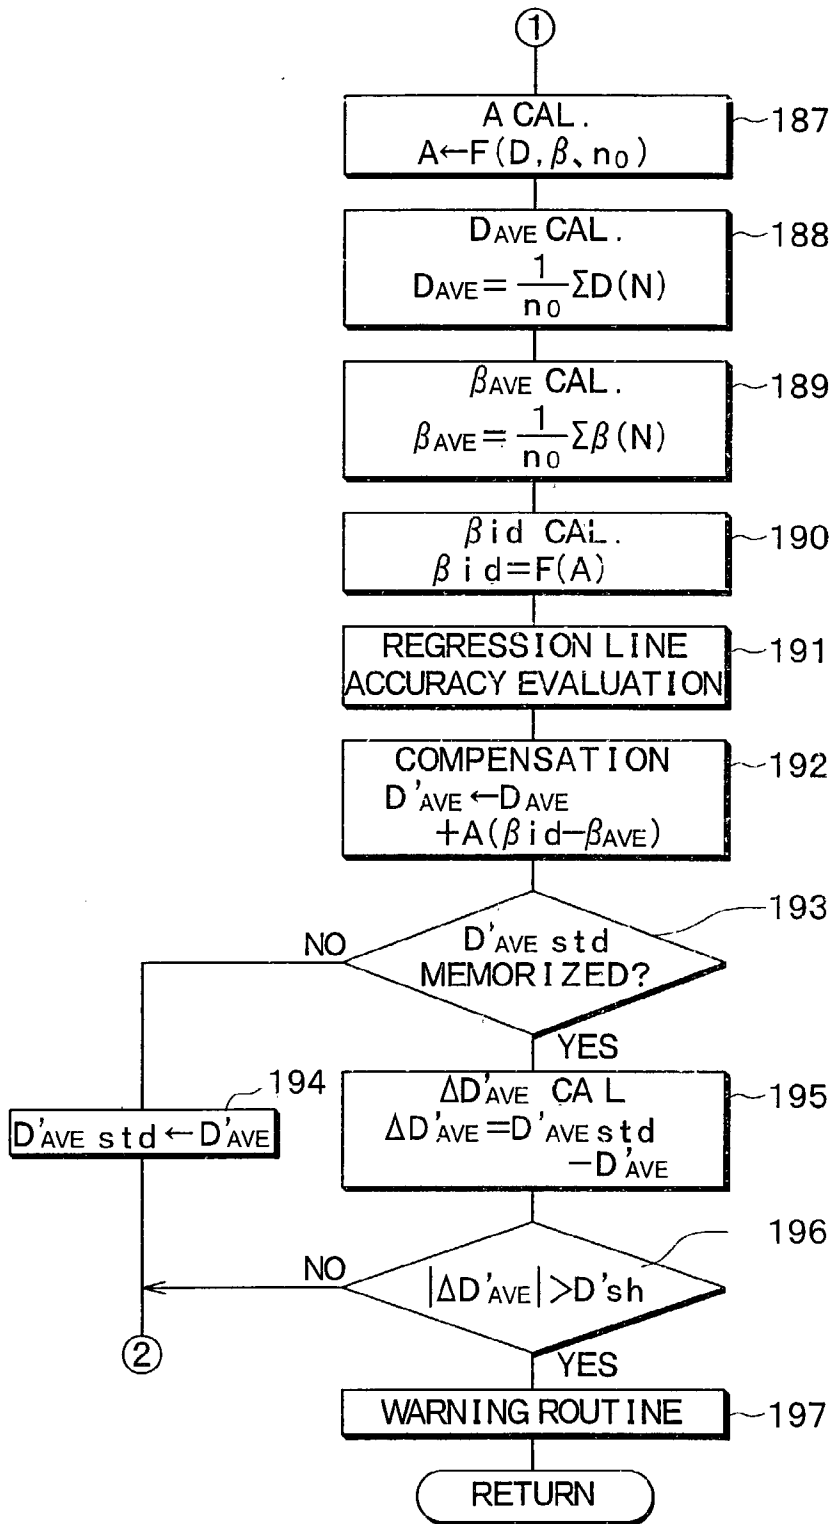 ①
A CAL.
A←F(D,β、n₀)
187
DAVE CAL.
DAVE=1/n₀ ΣD(N)
188
βAVE CAL.
βAVE=1/n₀ Σβ(N)
189
βid CAL.
βid=F(A)
190
REGRESSION LINE
ACCURACY EVALUATION
191
COMPENSATION
D'AVE←DAVE
+A(βid−βAVE)
192
D'AVE std
MEMORIZED?
193
NO
YES
194
D'AVE std←D'AVE
ΔD'AVE CAL
ΔD'AVE=D'AVE std
−D'AVE
195
|ΔD'AVE|>D'sh
196
NO
②
YES
WARNING ROUTINE
197
RETURN